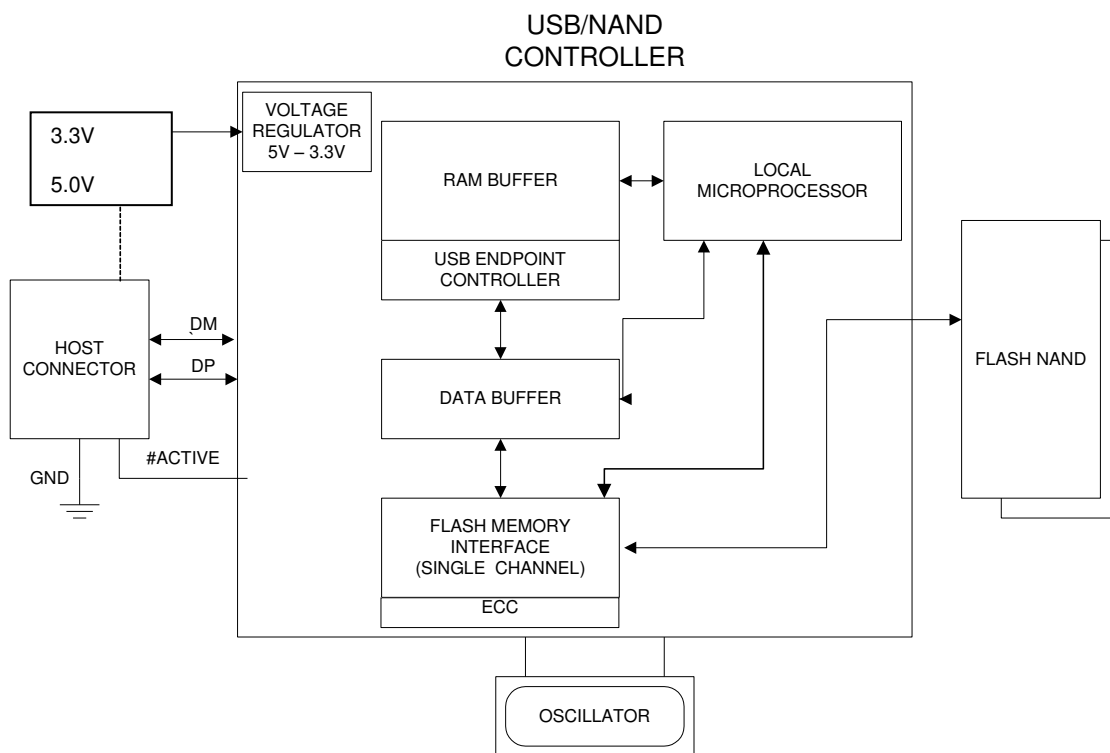 USB/NAND
CONTROLLER
VOLTAGE
REGULATOR
5V – 3.3V
3.3V
5.0V
RAM BUFFER
LOCAL
MICROPROCESSOR
USB ENDPOINT
CONTROLLER
HOST
CONNECTOR
`DM
DP
DATA BUFFER
FLASH NAND
#ACTIVE
GND
FLASH MEMORY
INTERFACE
(SINGLE CHANNEL)
ECC
OSCILLATOR